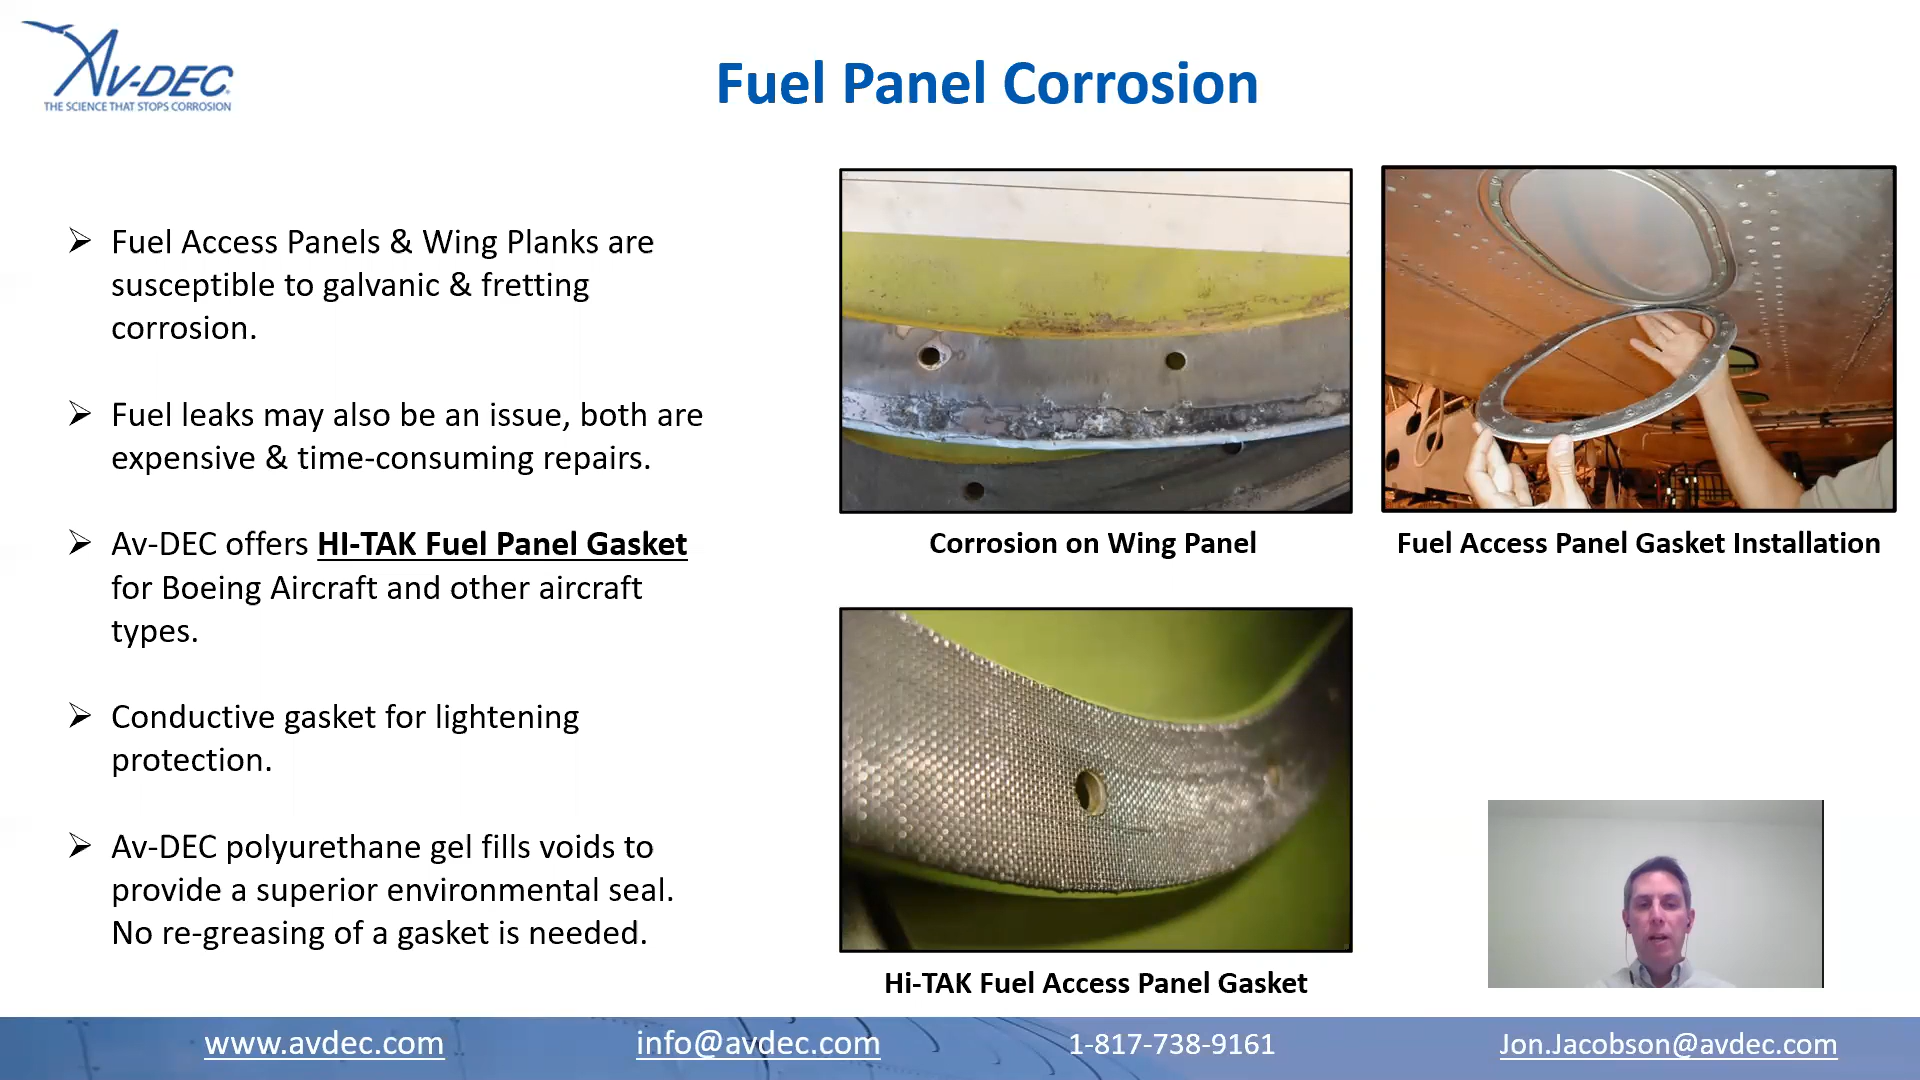 AV-DEC
THE SCIENCE THAT STOPS CORROSION
Fuel Panel Corrosion
Fuel Access Panels & Wing Planks are
susceptible to galvanic & fretting
corrosion.
Fuel leaks may also be an issue, both are
expensive & time-consuming repairs.
Av-DEC offers HI-TAK Fuel Panel Gasket
for Boeing Aircraft and other aircraft
types.
Conductive gasket for lightening
protection.
Av-DEC polyurethane gel fills voids to
provide a superior environmental seal.
No re-greasing of a gasket is needed.
Corrosion on Wing Panel
Fuel Access Panel Gasket Installation
Hi-TAK Fuel Access Panel Gasket
www.avdec.com
info@avdec.com
1-817-738-9161
Jon.Jacobson@avdec.com